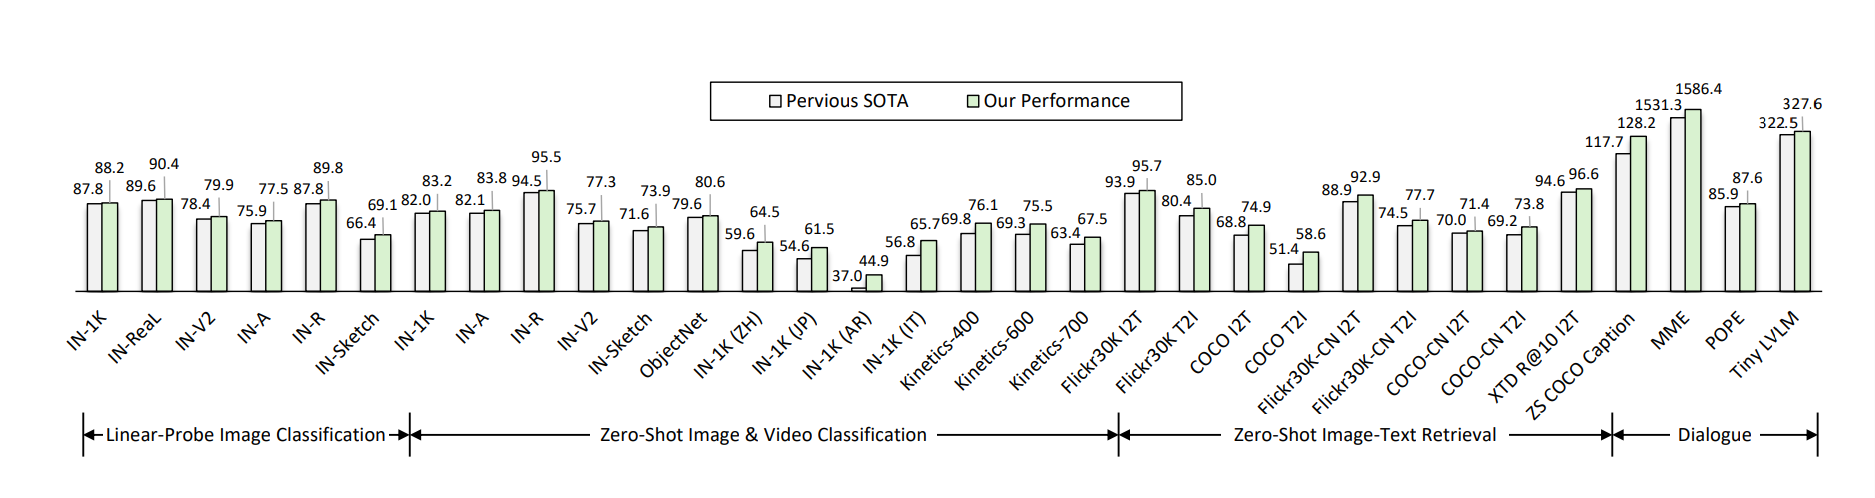 Pervious SOTA
Our Performance
87.8 88.2
89.6 90.4
78.4 79.9
75.9 77.5
87.8 89.8
66.4 69.1
82.0 83.2
82.1 83.8
94.5 95.5
75.7 77.3
71.6 73.9
79.6 80.6
59.6 64.5
54.6 61.5
37.0 44.9
56.8 65.7
69.8 76.1
69.3 75.5
63.4 67.5
93.9 95.7
80.4 85.0
68.8 74.9
51.4 58.6
88.9 92.9
74.5 77.7
70.0 71.4
69.2 73.8
94.6 96.6
117.7 128.2
1531.3 1586.4
85.9 87.6
322.5 327.6
IN-1K
IN-ReaL
IN-V2
IN-A
IN-R
IN-Sketch
IN-1K
IN-A
IN-R
IN-V2
IN-Sketch
ObjectNet
IN-1K (ZH)
IN-1K (JP)
IN-1K (AR)
IN-1K (IT)
Kinetics-400
Kinetics-600
Kinetics-700
Flickr30K I2T
Flickr30K T2I
COCO I2T
COCO T2I
Flickr30K-CN I2T
Flickr30K-CN T2I
COCO-CN I2T
COCO-CN T2I
XTD R@10 I2T
ZS COCO Caption
MME
POPE
Tiny LVLM
Linear-Probe Image Classification
Zero-Shot Image & Video Classification
Zero-Shot Image-Text Retrieval
Dialogue